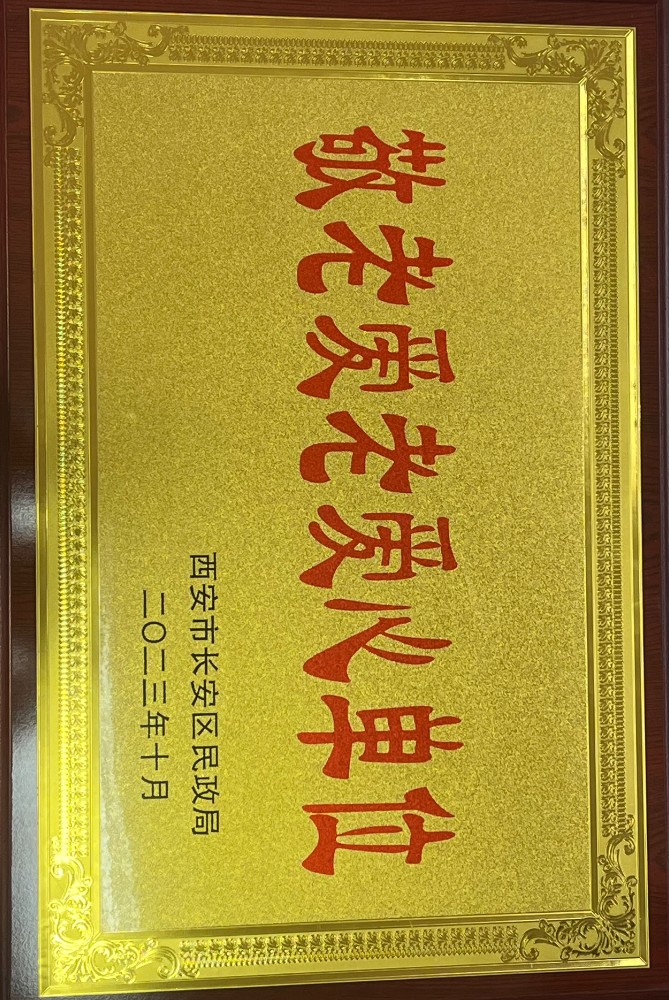 敬老爱老爱心单位
西安市长安区民政局
二〇二三年十月